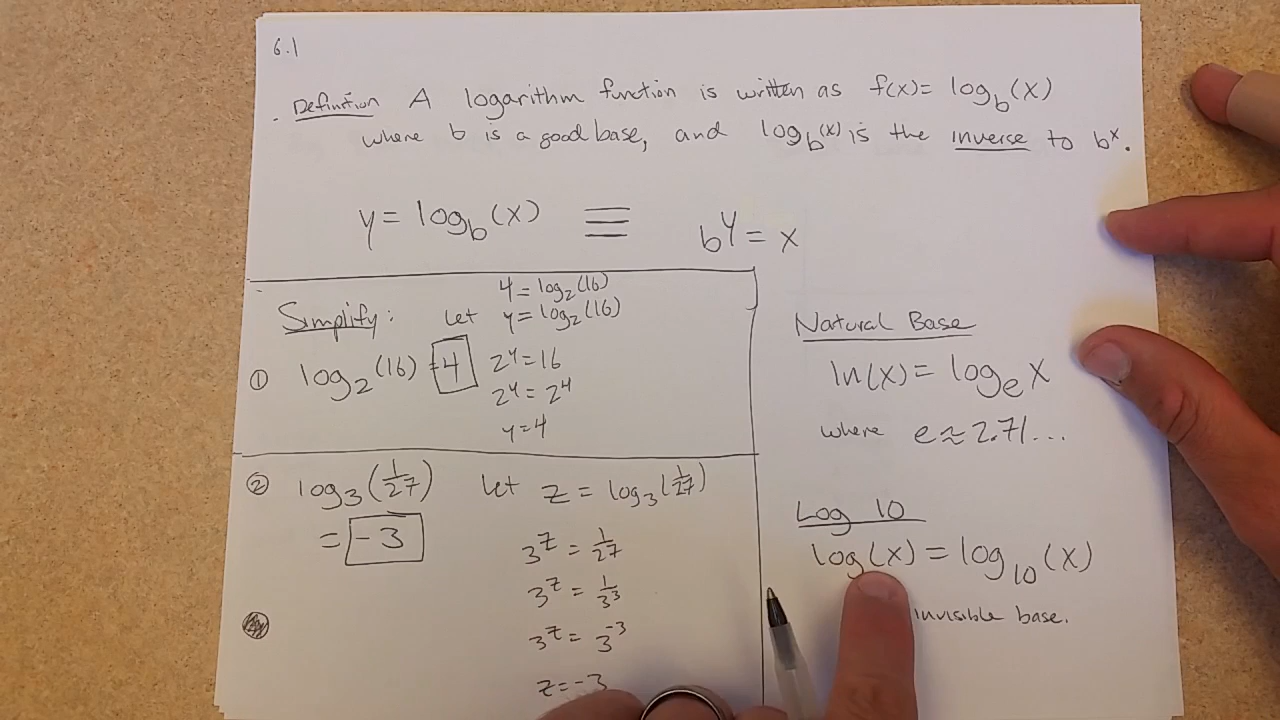 6.1
Definition A logarithm function is written as f(x) = log_b(x)
where b is a good base, and log_b(x) is the inverse to b^x.
y = log_b(x) ≡ b^y = x
Simplify: Let
4 = log_2(16)
y = log_2(16)
① log_2(16) = 4
2^y = 16
2^y = 2^4
y = 4
② log_3(1/27)
= -3
Let z = log_3(1/27)
3^z = 1/27
3^z = 1/3^3
3^z = 3^-3
z = -3
Natural Base
ln(x) = log_e x
where e ≈ 2.71...
Log 10
log(x) = log_10(x)
invisible base.